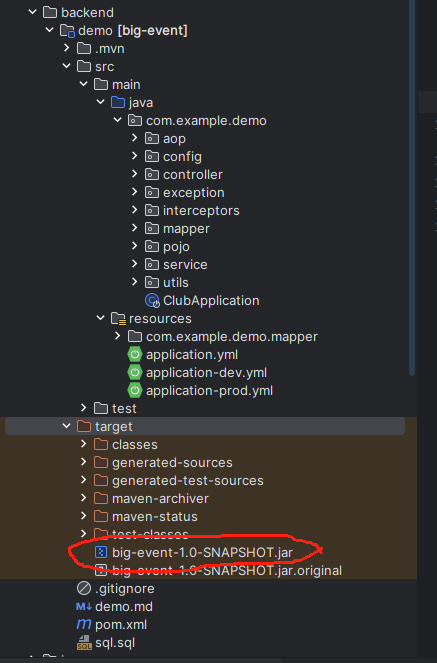 backend
demo [big-event]
.mvn
src
main
java
com.example.demo
aop
config
controller
exception
interceptors
mapper
pojo
service
utils
ClubApplication
resources
com.example.demo.mapper
application.yml
application-dev.yml
application-prod.yml
test
target
classes
generated-sources
generated-test-sources
maven-archiver
maven-status
test-classes
big-event-1.0-SNAPSHOT.jar
big-event-1.0-SNAPSHOT.jar.original
.gitignore
demo.md
pom.xml
sql.sql